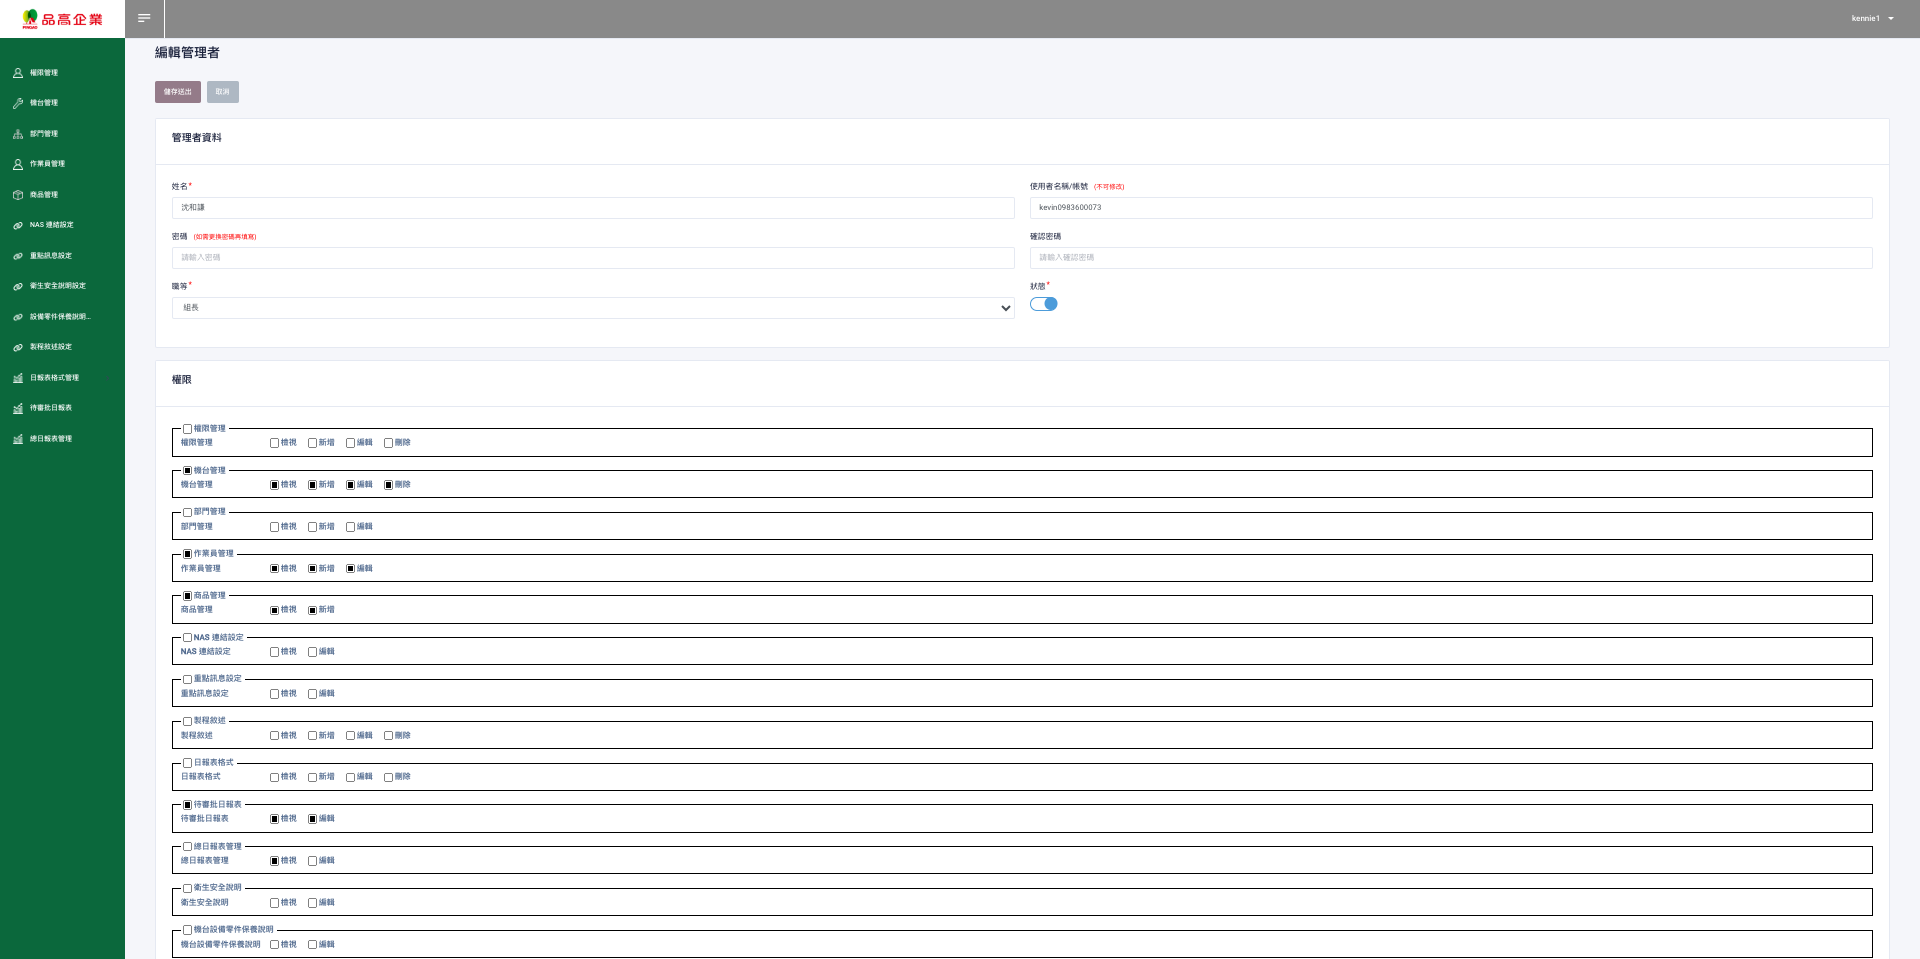 品高企業
PINGAO
kennie1
權限管理
機台管理
部門管理
作業員管理
商品管理
NAS 連結設定
重點訊息設定
衛生安全說明設定
設備零件保養說明...
製程敘述設定
日報表格式管理
待審批日報表
總日報表管理
編輯管理者
儲存送出 取消
管理者資料
姓名*
沈和謙
使用者名稱/帳號 (不可修改)
kevin0983600073
密碼 (如需更換密碼再填寫)
請輸入密碼
確認密碼
請輸入確認密碼
職等*
組長
狀態*
權限
權限管理
權限管理 檢視 新增 編輯 刪除
機台管理
機台管理 檢視 新增 編輯 刪除
部門管理
部門管理 檢視 新增 編輯
作業員管理
作業員管理 檢視 新增 編輯
商品管理
商品管理 檢視 新增
NAS 連結設定
NAS 連結設定 檢視 編輯
重點訊息設定
重點訊息設定 檢視 編輯
製程敘述
製程敘述 檢視 新增 編輯 刪除
日報表格式
日報表格式 檢視 新增 編輯 刪除
待審批日報表
待審批日報表 檢視 編輯
總日報表管理
總日報表管理 檢視 編輯
衛生安全說明
衛生安全說明 檢視 編輯
機台設備零件保養說明
機台設備零件保養說明 檢視 編輯